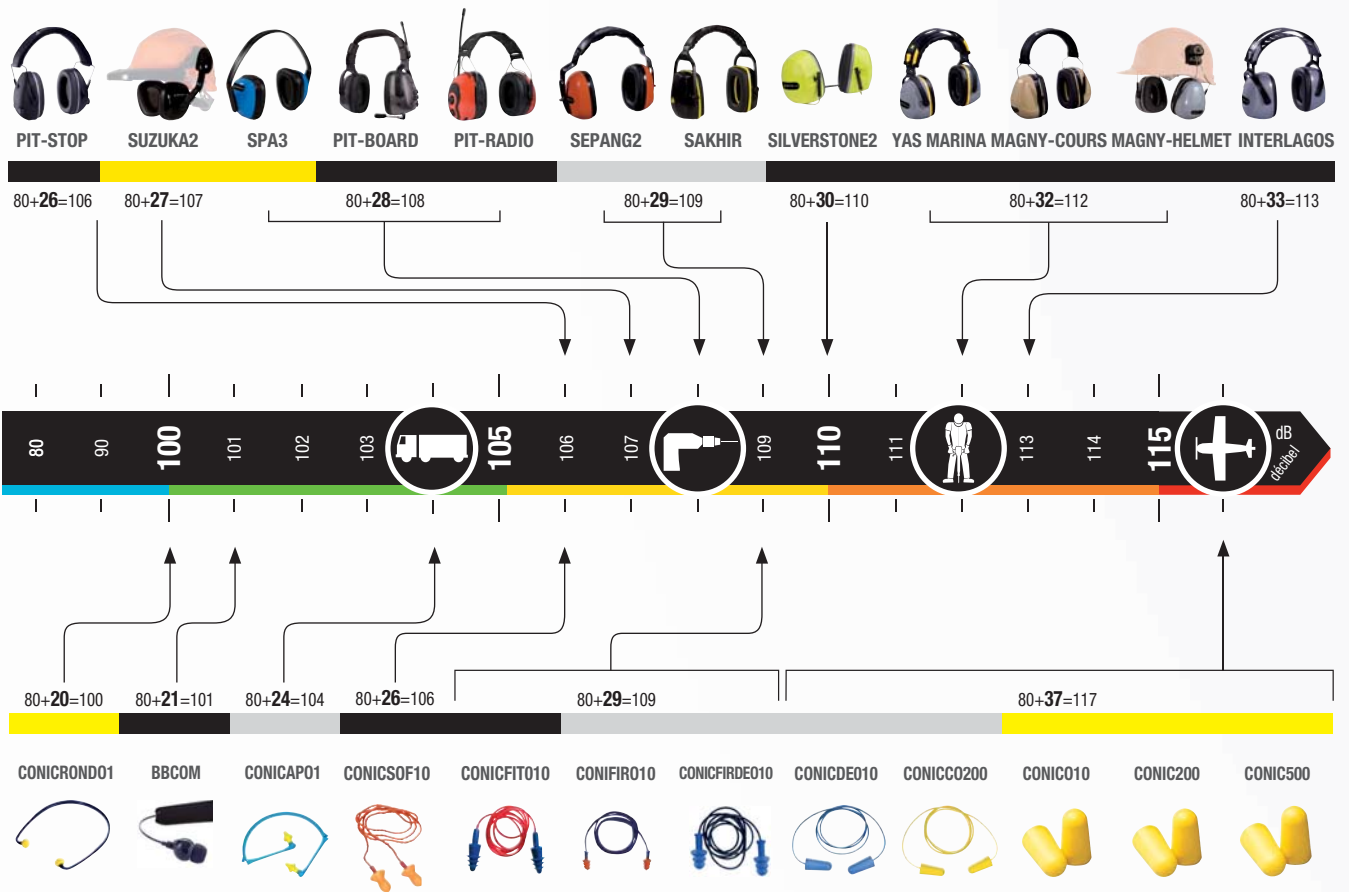 PIT-STOP SUZUKA2 SPA3 PIT-BOARD PIT-RADIO SEPANG2 SAKHIR SILVERSTONE2 YAS MARINA MAGNY-COURS MAGNY-HELMET INTERLAGOS
80+26=106 80+27=107 80+28=108 80+29=109 80+30=110 80+32=112 80+33=113
80 90 100 101 102 103 105 106 107 109 110 111 113 114 115 dB
décibel
80+20=100 80+21=101 80+24=104 80+26=106 80+29=109 80+37=117
CONICROND01 BBCOM CONICAP01 CONICSOF10 CONICFIT010 CONIFIR010 CONICFIRDE010 CONICDE010 CONICCO200 CONICO10 CONIC200 CONIC500